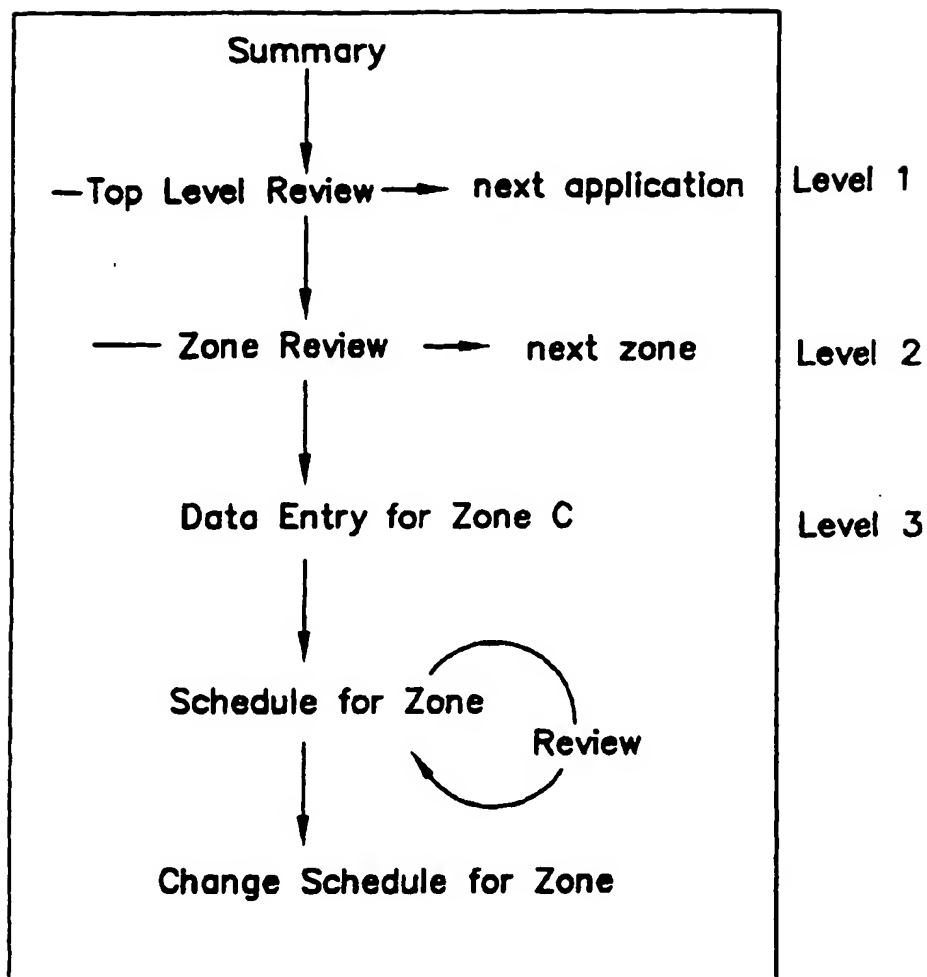 Summary
Top Level Review next application Level 1
Zone Review next zone Level 2
Data Entry for Zone C Level 3
Schedule for Zone
Review
Change Schedule for Zone